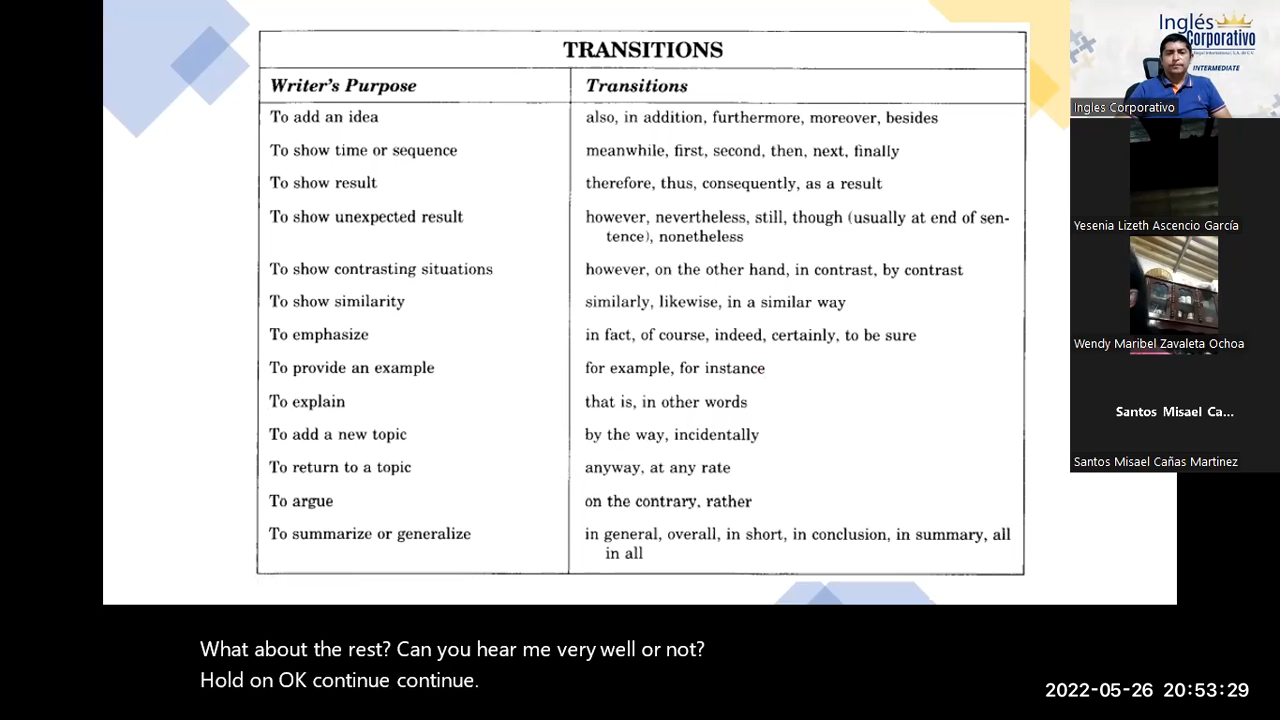 TRANSITIONS
Writer's Purpose Transitions
To add an idea also, in addition, furthermore, moreover, besides
To show time or sequence meanwhile, first, second, then, next, finally
To show result therefore, thus, consequently, as a result
To show unexpected result however, nevertheless, still, though (usually at end of sen-
tence), nonetheless
To show contrasting situations however, on the other hand, in contrast, by contrast
To show similarity similarly, likewise, in a similar way
To emphasize in fact, of course, indeed, certainly, to be sure
To provide an example for example, for instance
To explain that is, in other words
To add a new topic by the way, incidentally
To return to a topic anyway, at any rate
To argue on the contrary, rather
To summarize or generalize in general, overall, in short, in conclusion, in summary, all
in all
Inglés
Corporativo
INTERMEDIATE
Ingles Corporativo
Yesenia Lizeth Ascencio García
Wendy Maribel Zavaleta Ochoa
Santos Misael Ca...
Santos Misael Cañas Martinez
What about the rest? Can you hear me very well or not?
Hold on OK continue continue.
2022-05-26 20:53:29